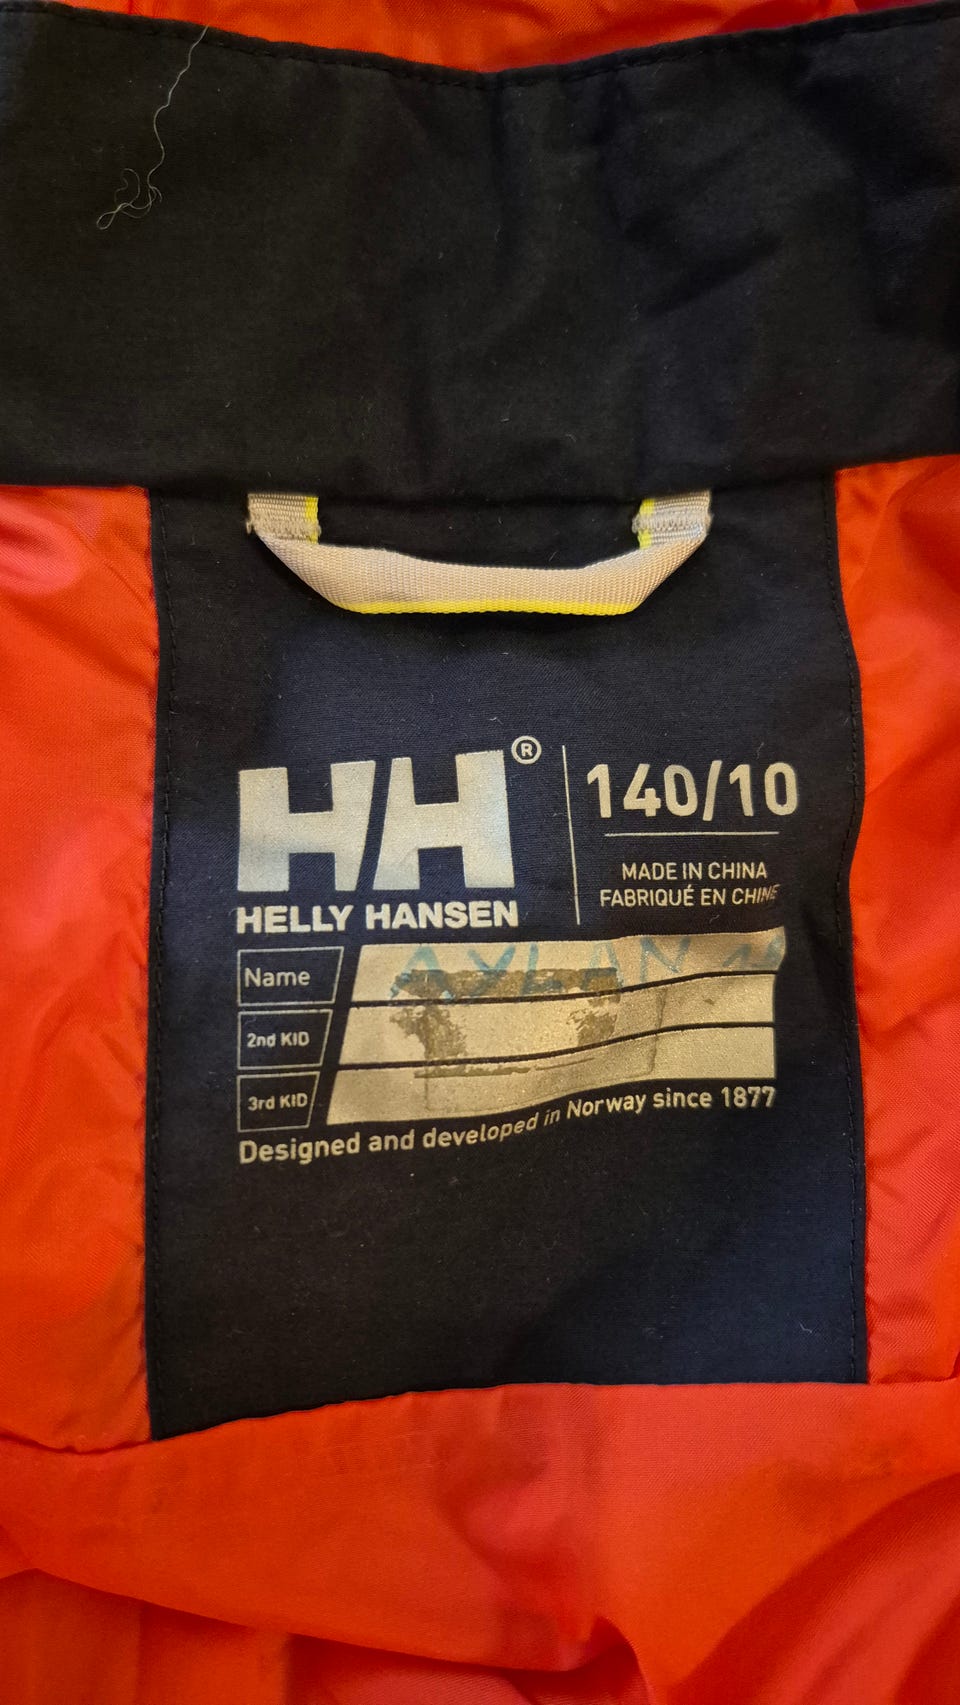 HH®
HELLY HANSEN
140/10
MADE IN CHINA
FABRIQUÉ EN CHINE
Name AYLAN
2nd KID
3rd KID
Designed and developed in Norway since 1877